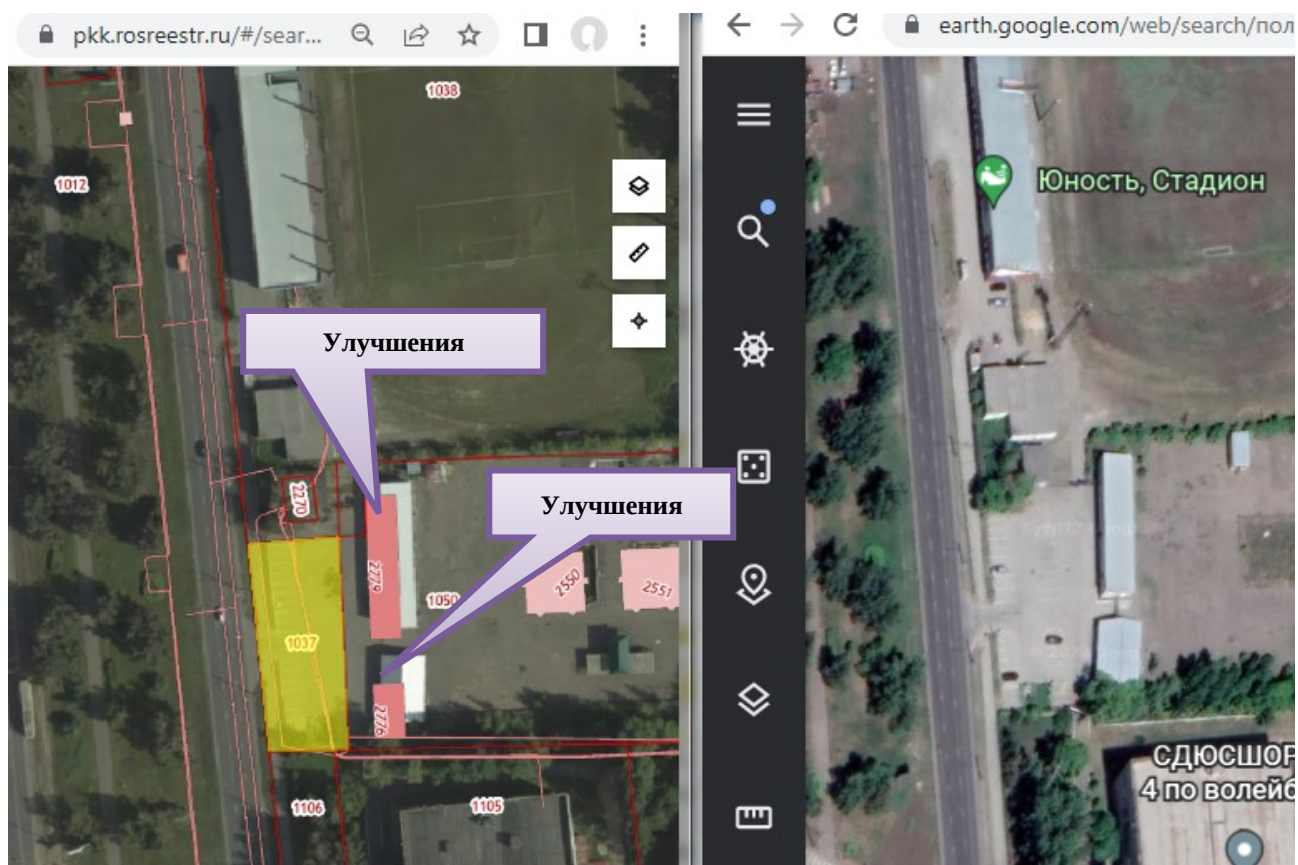 pkk.rosreestr.ru/#/sear...
1038
1012
Улучшения
2270
2779
1037
1050
Улучшения
2550
2551
2776
1106
1105
earth.google.com/web/search/пол
Юность, Стадион
СДЮСШОР
4 по волейб